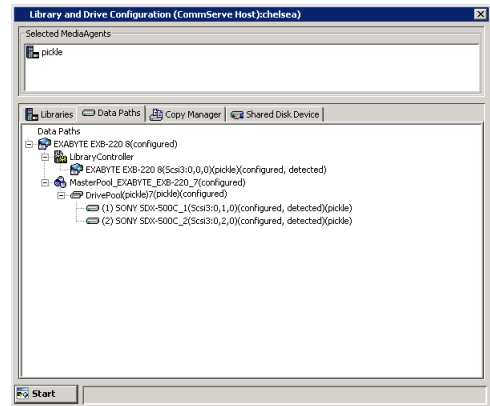 Library and Drive Configuration (CommServe Host):chelsea)
Selected MediaAgents
pickle
Libraries Data Paths Copy Manager Shared Disk Device
Data Paths
EXABYTE EXB-220 8(configured)
LibraryController
EXABYTE EXB-220 8(Scsi3:0,0,0)(pickle)(configured, detected)
MasterPool_EXABYTE_EXB-220_7(configured)
DrivePool(pickle)7(pickle)(configured)
(1) SONY SDX-500C_1(Scsi3:0,1,0)(configured, detected)(pickle)
(2) SONY SDX-500C_2(Scsi3:0,2,0)(configured, detected)(pickle)
Start